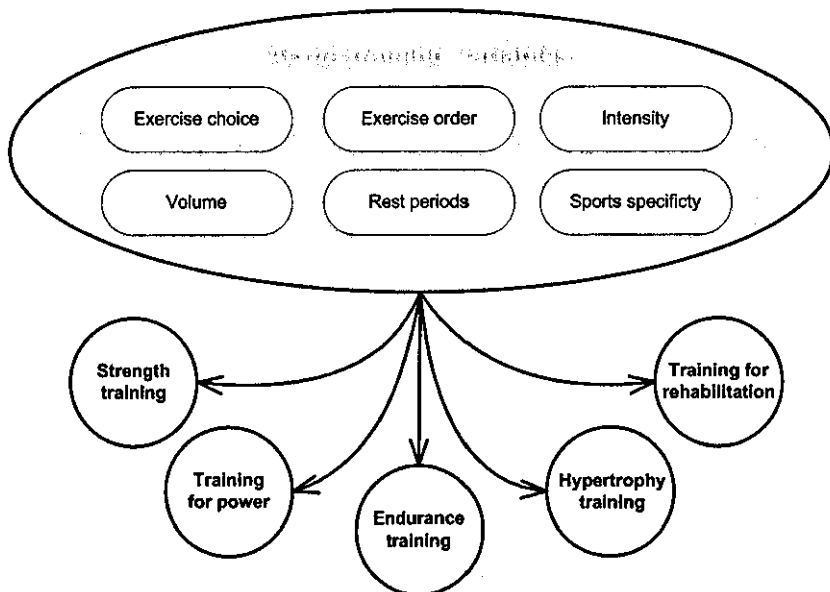 Exercise choice
Exercise order
Intensity
Volume
Rest periods
Sports specificty
Strength
training
Training for
rehabilitation
Training
for power
Hypertrophy
training
Endurance
training